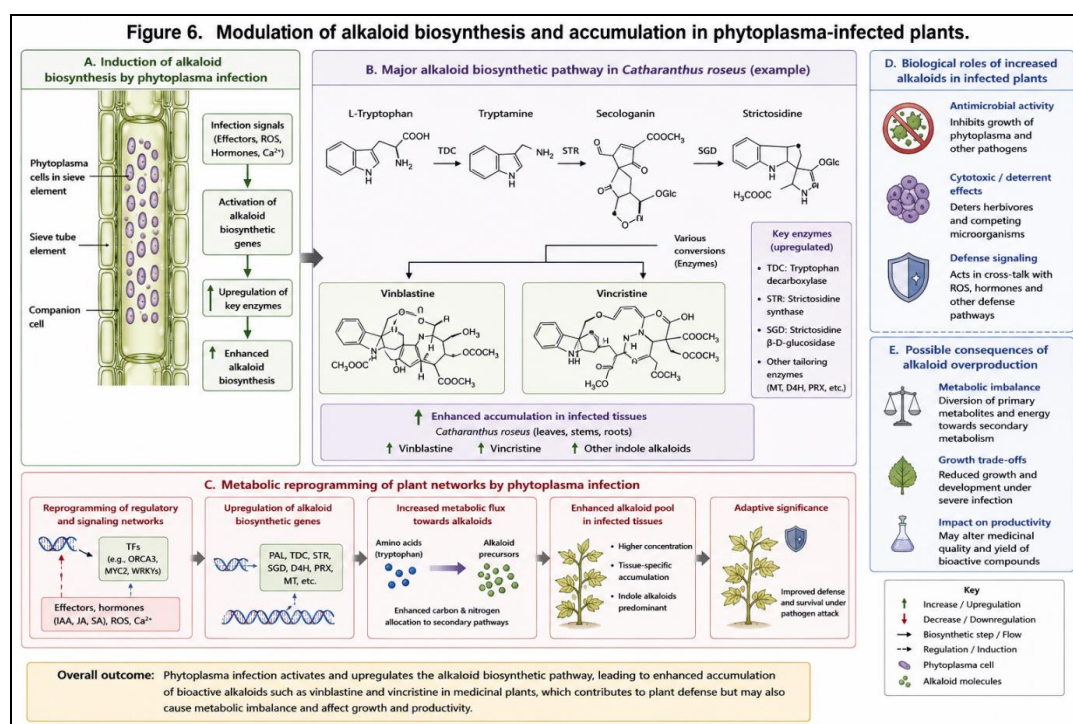 Figure 6. Modulation of alkaloid biosynthesis and accumulation in phytoplasma-infected plants.
A. Induction of alkaloid
biosynthesis by phytoplasma infection
Phytoplasma
cells in sieve
element
Sieve tube
element
Companion
cell
Infection signals
(Effectors, ROS,
Hormones, Ca²⁺)
Activation of
alkaloid
biosynthetic
genes
Upregulation of
key enzymes
Enhanced
alkaloid
biosynthesis
B. Major alkaloid biosynthetic pathway in Catharanthus roseus (example)
L-Tryptophan
COOH
NH₂
N
H
TDC
Tryptamine
NH₂
N
H
STR
Secologanin
COOCH₃
O
OGlc
O
SGD
Strictosidine
OGlc
H₃COOC
N
H
Various
conversions
(Enzymes)
Vinblastine
Vincristine
CH₃OOC
OH
COOCH₃
COOCH₃
COOH
COOCH₃
COOCH₃
COCH₃
Key enzymes
(upregulated)
• TDC: Tryptophan
decarboxylase
• STR: Strictosidine
synthase
• SGD: Strictosidine
β-D-glucosidase
• Other tailoring
enzymes
(MT, D4H, PRX, etc.)
↑ Enhanced accumulation in infected tissues
Catharanthus roseus (leaves, stems, roots)
↑ Vinblastine ↑ Vincristine ↑ Other indole alkaloids
C. Metabolic reprogramming of plant networks by phytoplasma infection
Reprogramming of regulatory
and signaling networks
TFs
(e.g., ORCA3,
MYC2, WRKYs)
Effectors, hormones
(IAA, JA, SA), ROS, Ca²⁺
Upregulation of alkaloid
biosynthetic genes
PAL, TDC, STR,
SGD, D4H, PRX,
MT, etc.
Increased metabolic flux
towards alkaloids
Amino acids
(tryptophan)
Alkaloid
precursors
Enhanced carbon & nitrogen
allocation to secondary pathways
Enhanced alkaloid pool
in infected tissues
• Higher concentration
• Tissue-specific
accumulation
• Indole alkaloids
predominant
Adaptive significance
Improved defense
and survival under
pathogen attack
D. Biological roles of increased
alkaloids in infected plants
Antimicrobial activity
Inhibits growth of
phytoplasma and
other pathogens
Cytotoxic / deterrent
effects
Deters herbivores
and competing
microorganisms
Defense signaling
Acts in cross-talk with
ROS, hormones and
other defense
pathways
E. Possible consequences of
alkaloid overproduction
Metabolic imbalance
Diversion of primary
metabolites and energy
towards secondary
metabolism
Growth trade-offs
Reduced growth and
development under
severe infection
Impact on productivity
May alter medicinal
quality and yield of
bioactive compounds
Key
Increase / Upregulation
Decrease / Downregulation
Biosynthetic step / Flow
Regulation / Induction
Phytoplasma cell
Alkaloid molecules
Overall outcome: Phytoplasma infection activates and upregulates the alkaloid biosynthetic pathway, leading to enhanced accumulation
of bioactive alkaloids such as vinblastine and vincristine in medicinal plants, which contributes to plant defense but may also
cause metabolic imbalance and affect growth and productivity.